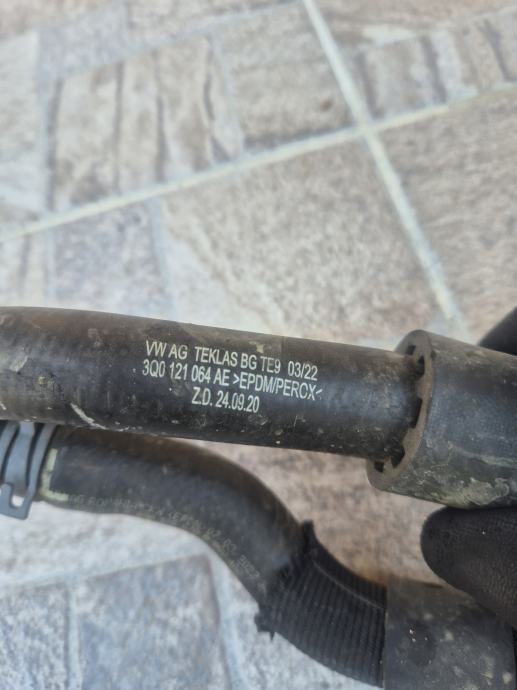 VW AG TEKLAS BG TE9 03/22
3Q0 121 064 AE >EPDM/PEROX<
Z.D. 24.09.20